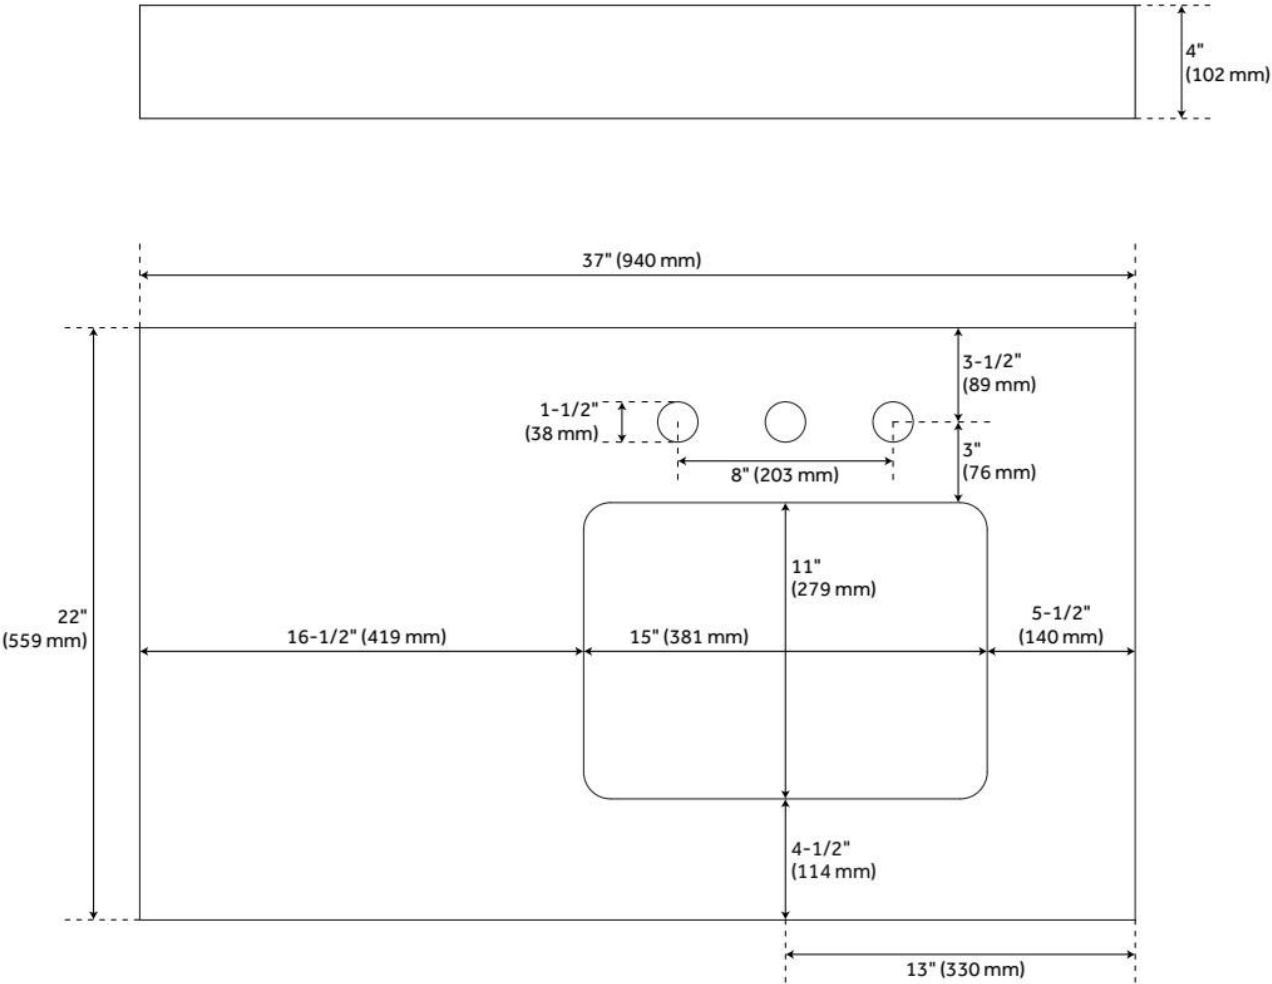 4"
(102 mm)
37" (940 mm)
3-1/2"
(89 mm)
1-1/2"
(38 mm)
3"
(76 mm)
8" (203 mm)
11"
(279 mm)
22"
(559 mm)
16-1/2" (419 mm)
15" (381 mm)
5-1/2"
(140 mm)
4-1/2"
(114 mm)
13" (330 mm)